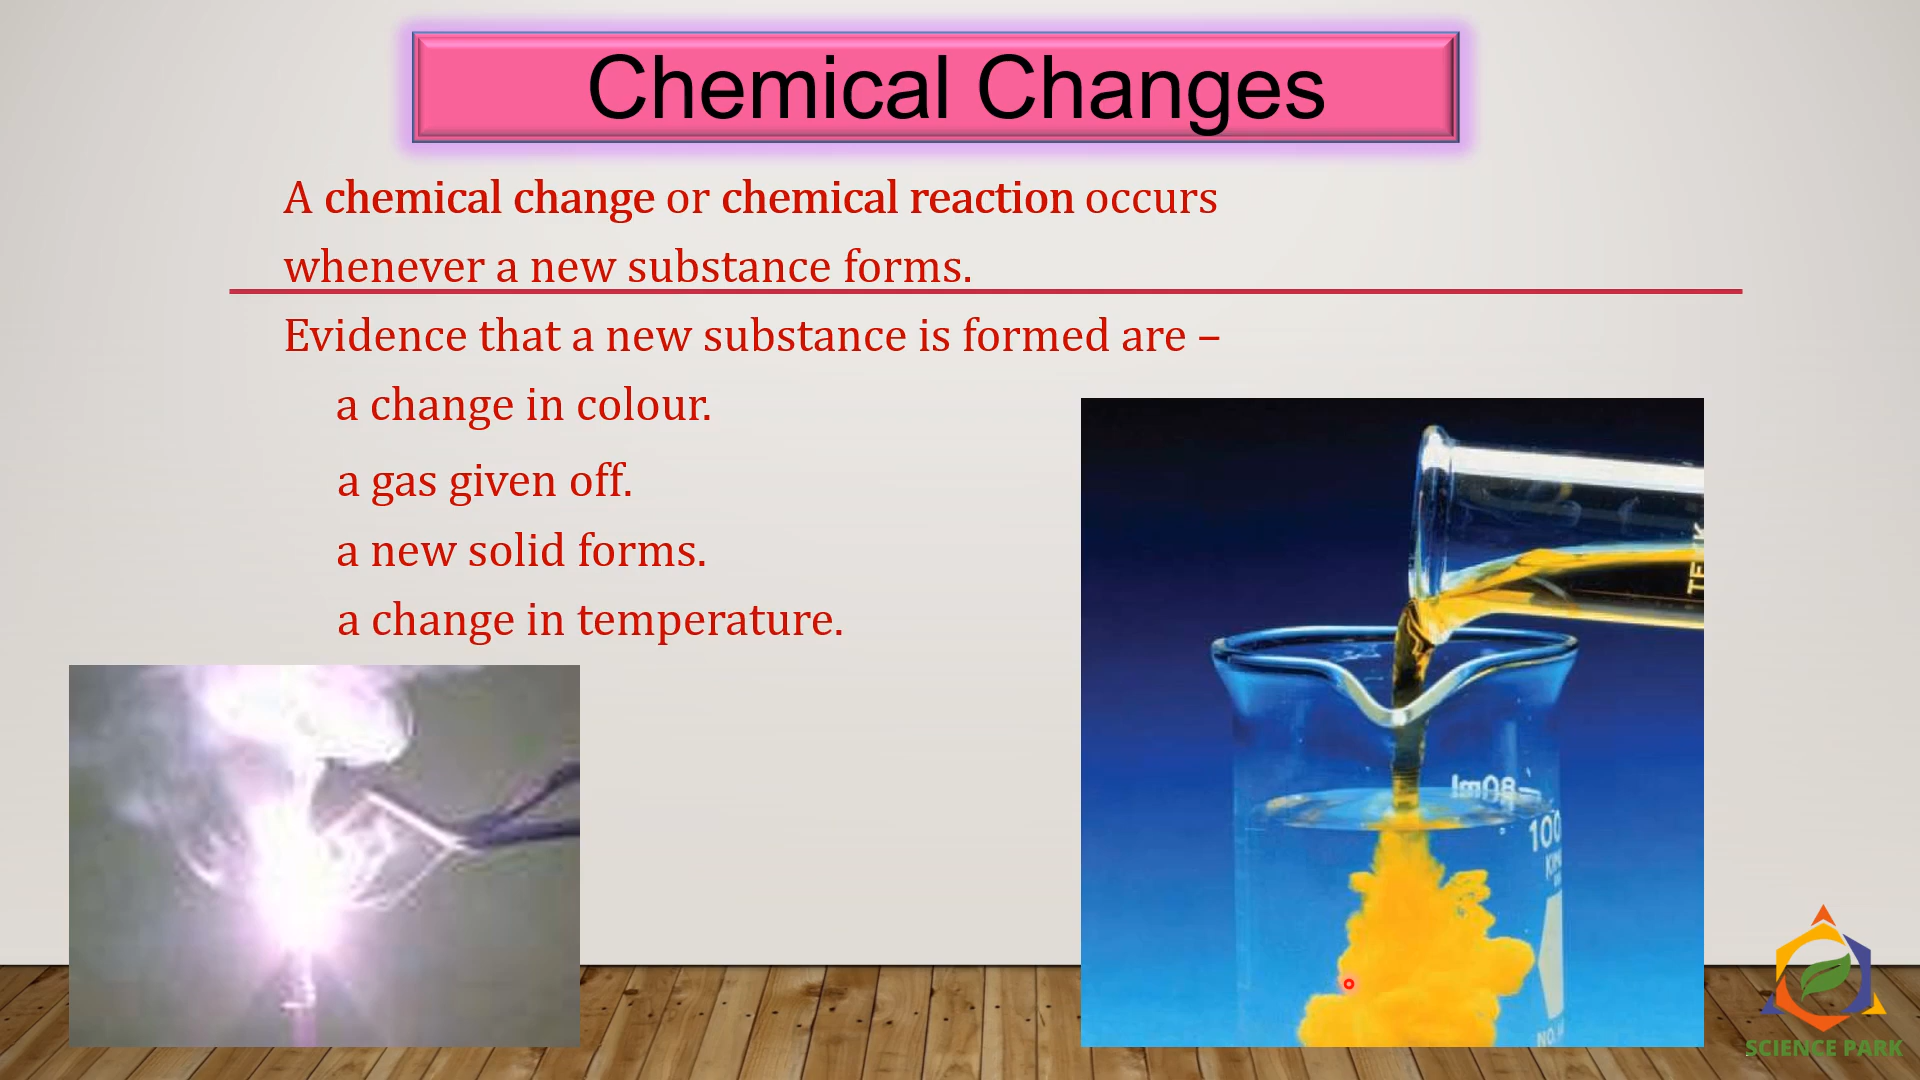 Chemical Changes
A chemical change or chemical reaction occurs
whenever a new substance forms.
Evidence that a new substance is formed are –
a change in colour.
a gas given off.
a new solid forms.
a change in temperature.
100
SCIENCE PARK